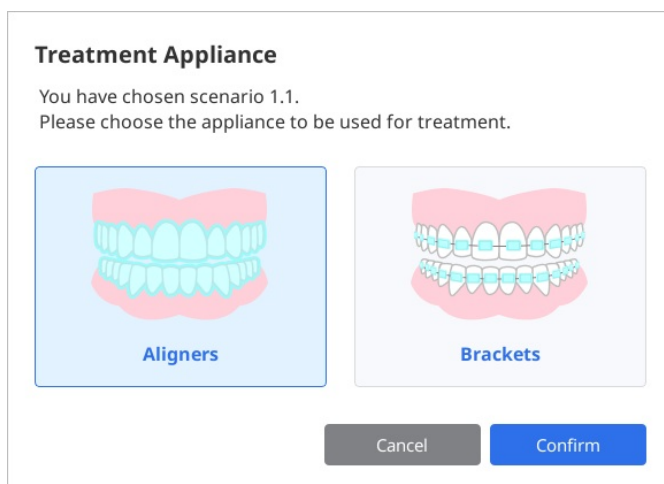 Treatment Appliance
You have chosen scenario 1.1.
Please choose the appliance to be used for treatment.
Aligners
Brackets
Cancel
Confirm